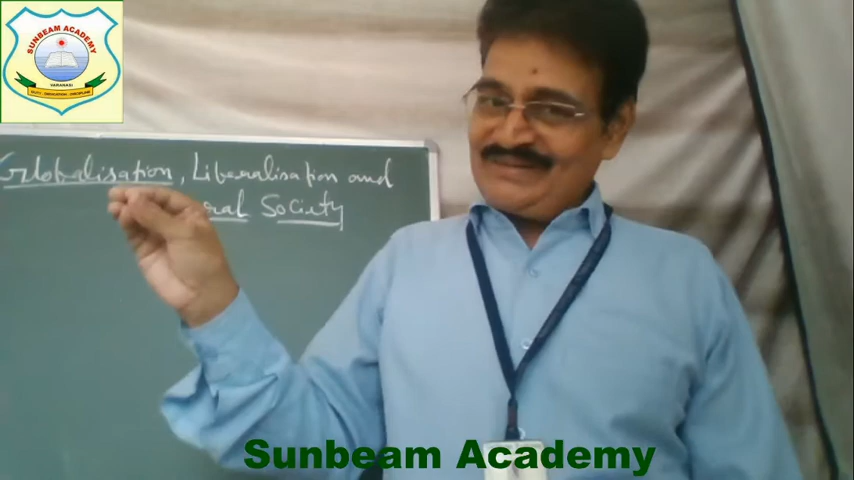 SUNBEAM ACADEMY
VARANASI
Globalisation, Liberalisation and
Society
Sunbeam Academy